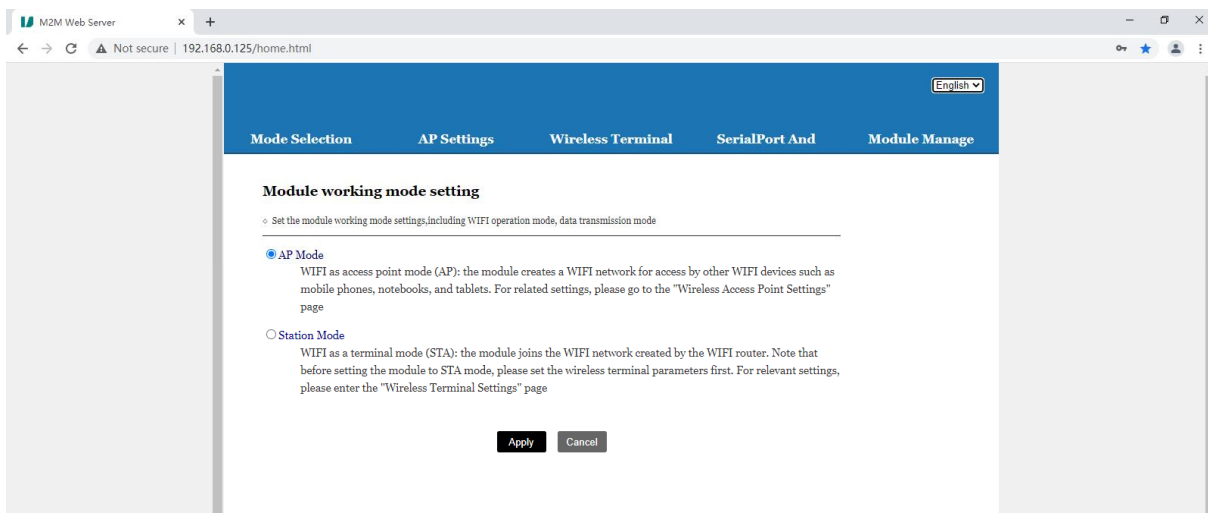 M2M Web Server
Not secure | 192.168.0.125/home.html
English
Mode Selection AP Settings Wireless Terminal SerialPort And Module Manage
Module working mode setting
Set the module working mode settings,including WIFI operation mode, data transmission mode
AP Mode
WIFI as access point mode (AP): the module creates a WIFI network for access by other WIFI devices such as
mobile phones, notebooks, and tablets. For related settings, please go to the "Wireless Access Point Settings"
page
Station Mode
WIFI as a terminal mode (STA): the module joins the WIFI network created by the WIFI router. Note that
before setting the module to STA mode, please set the wireless terminal parameters first. For relevant settings,
please enter the "Wireless Terminal Settings" page
Apply Cancel